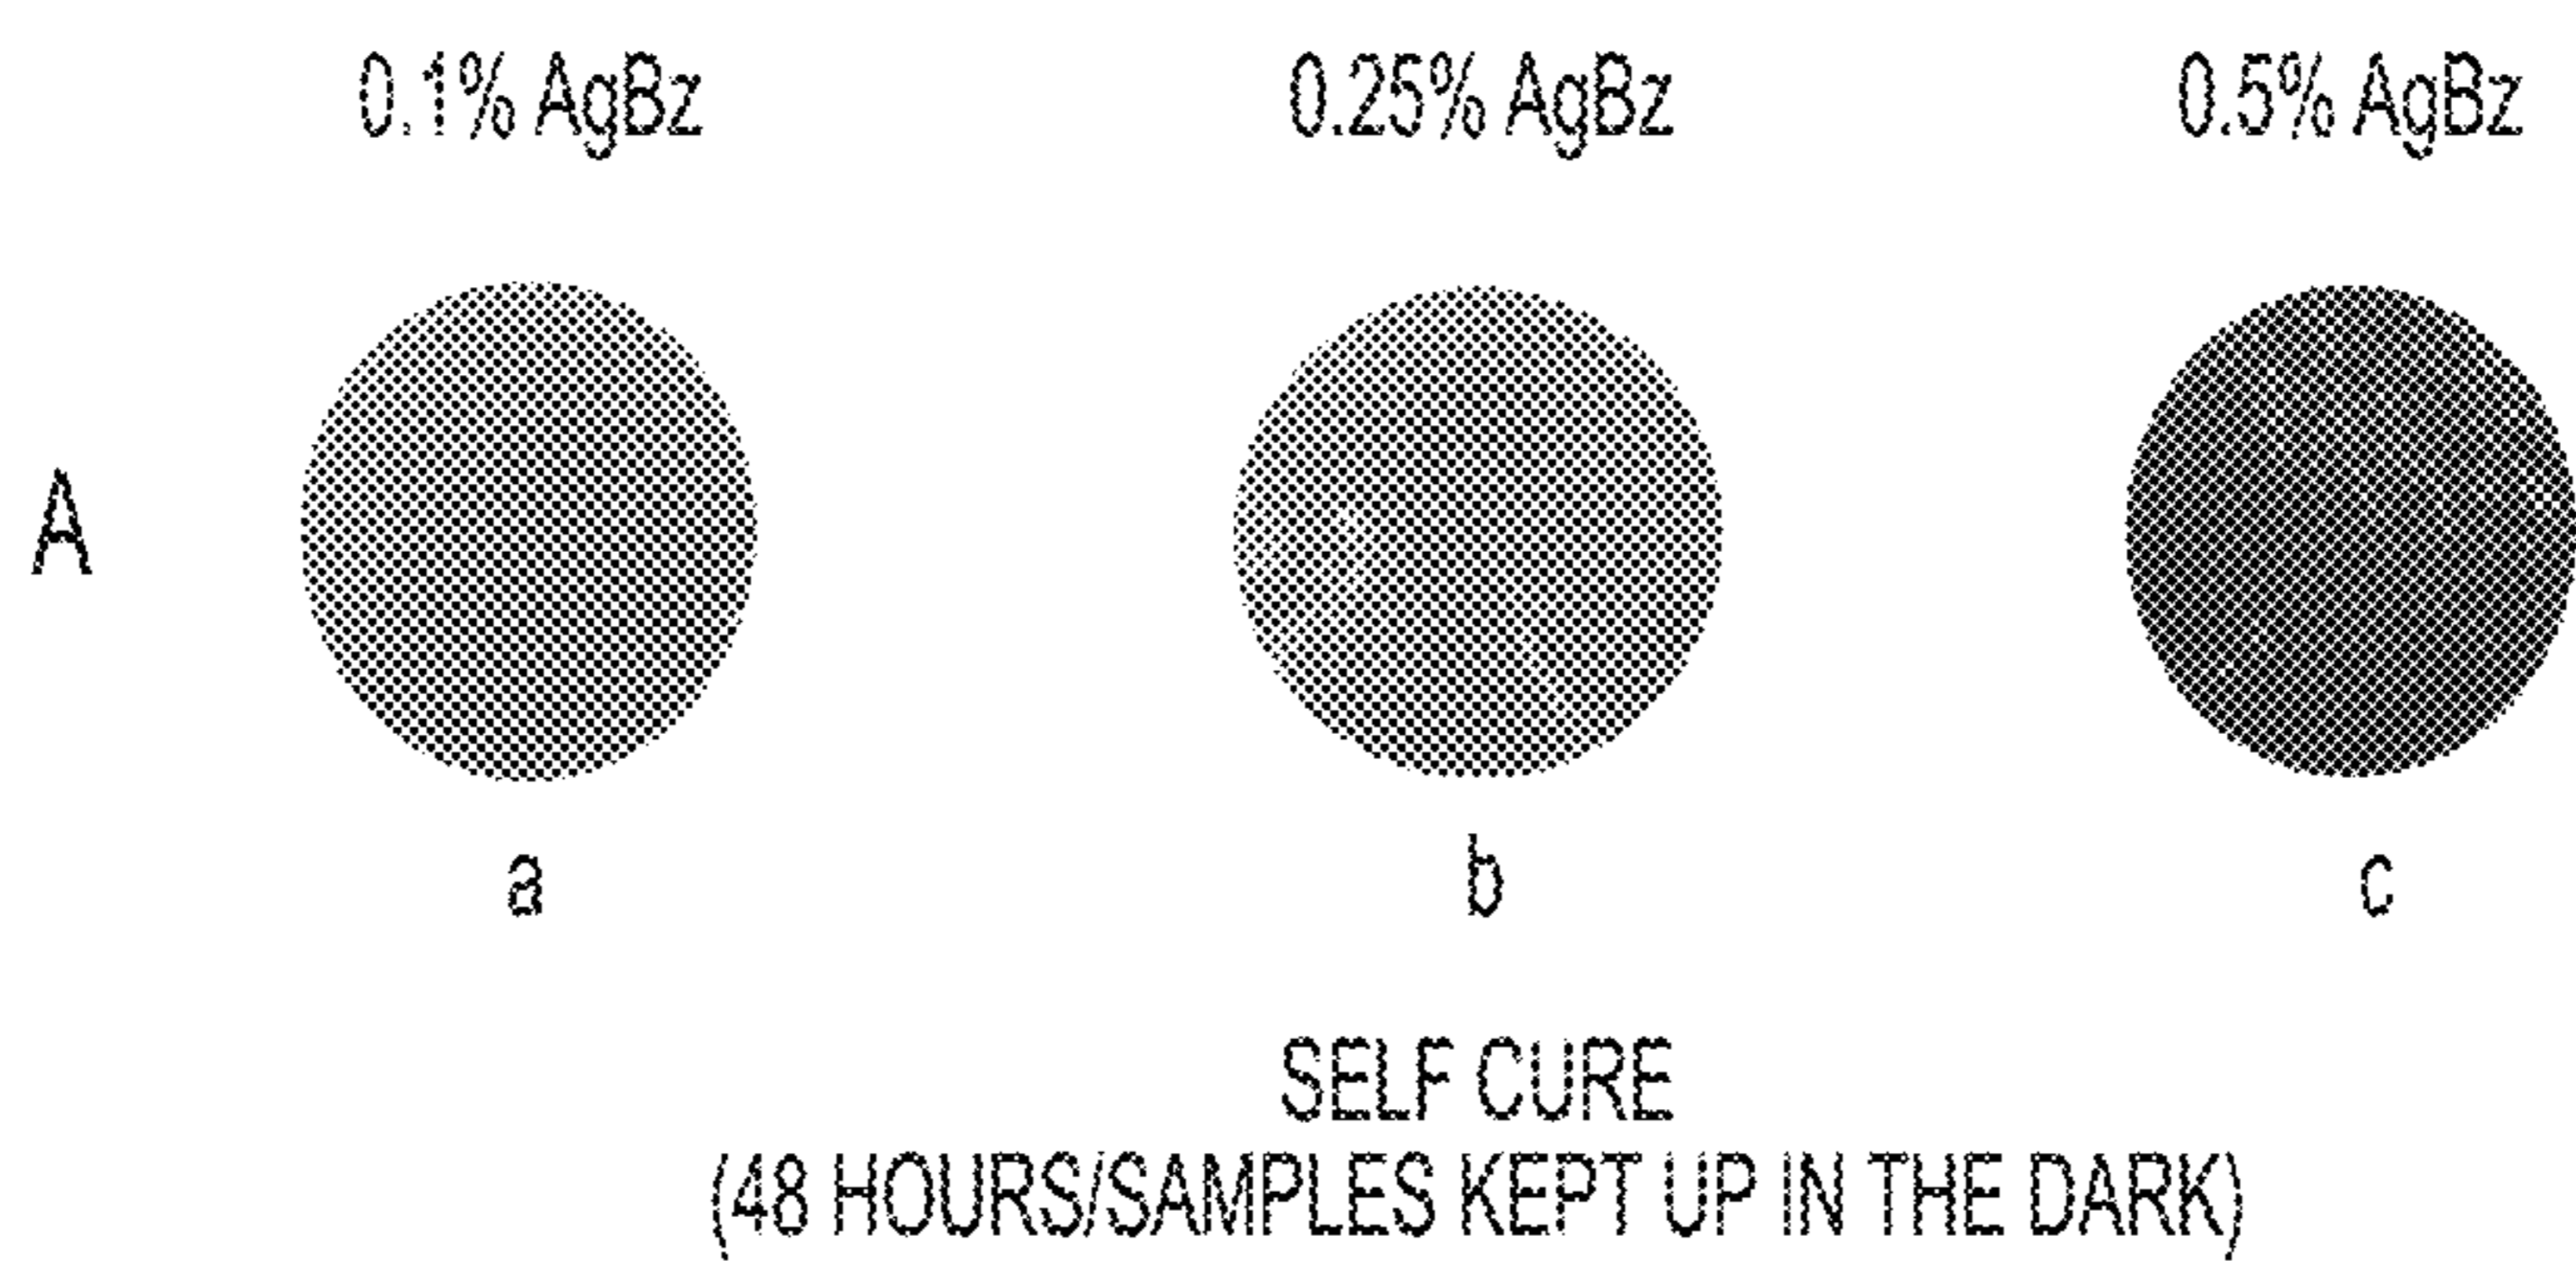 0.1% AgBz 0.25% AgBz 0.5% AgBz
A
a b c
SELF CURE
(48 HOURS/SAMPLES KEPT UP IN THE DARK)